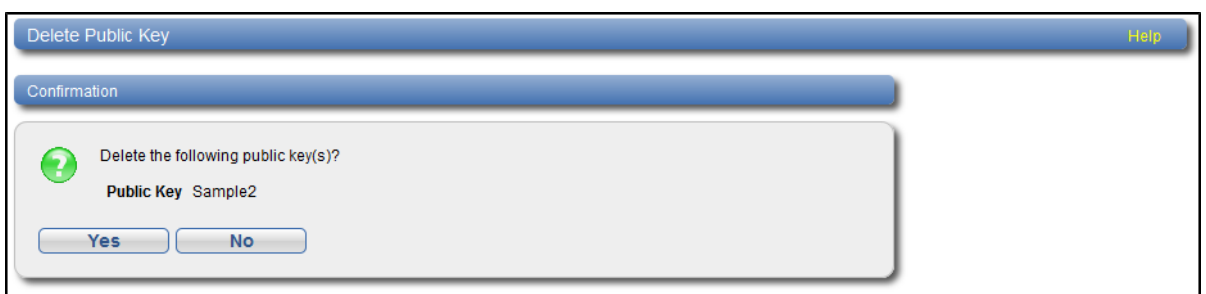 Delete Public Key Help
Confirmation
Delete the following public key(s)?
Public Key Sample2
Yes No